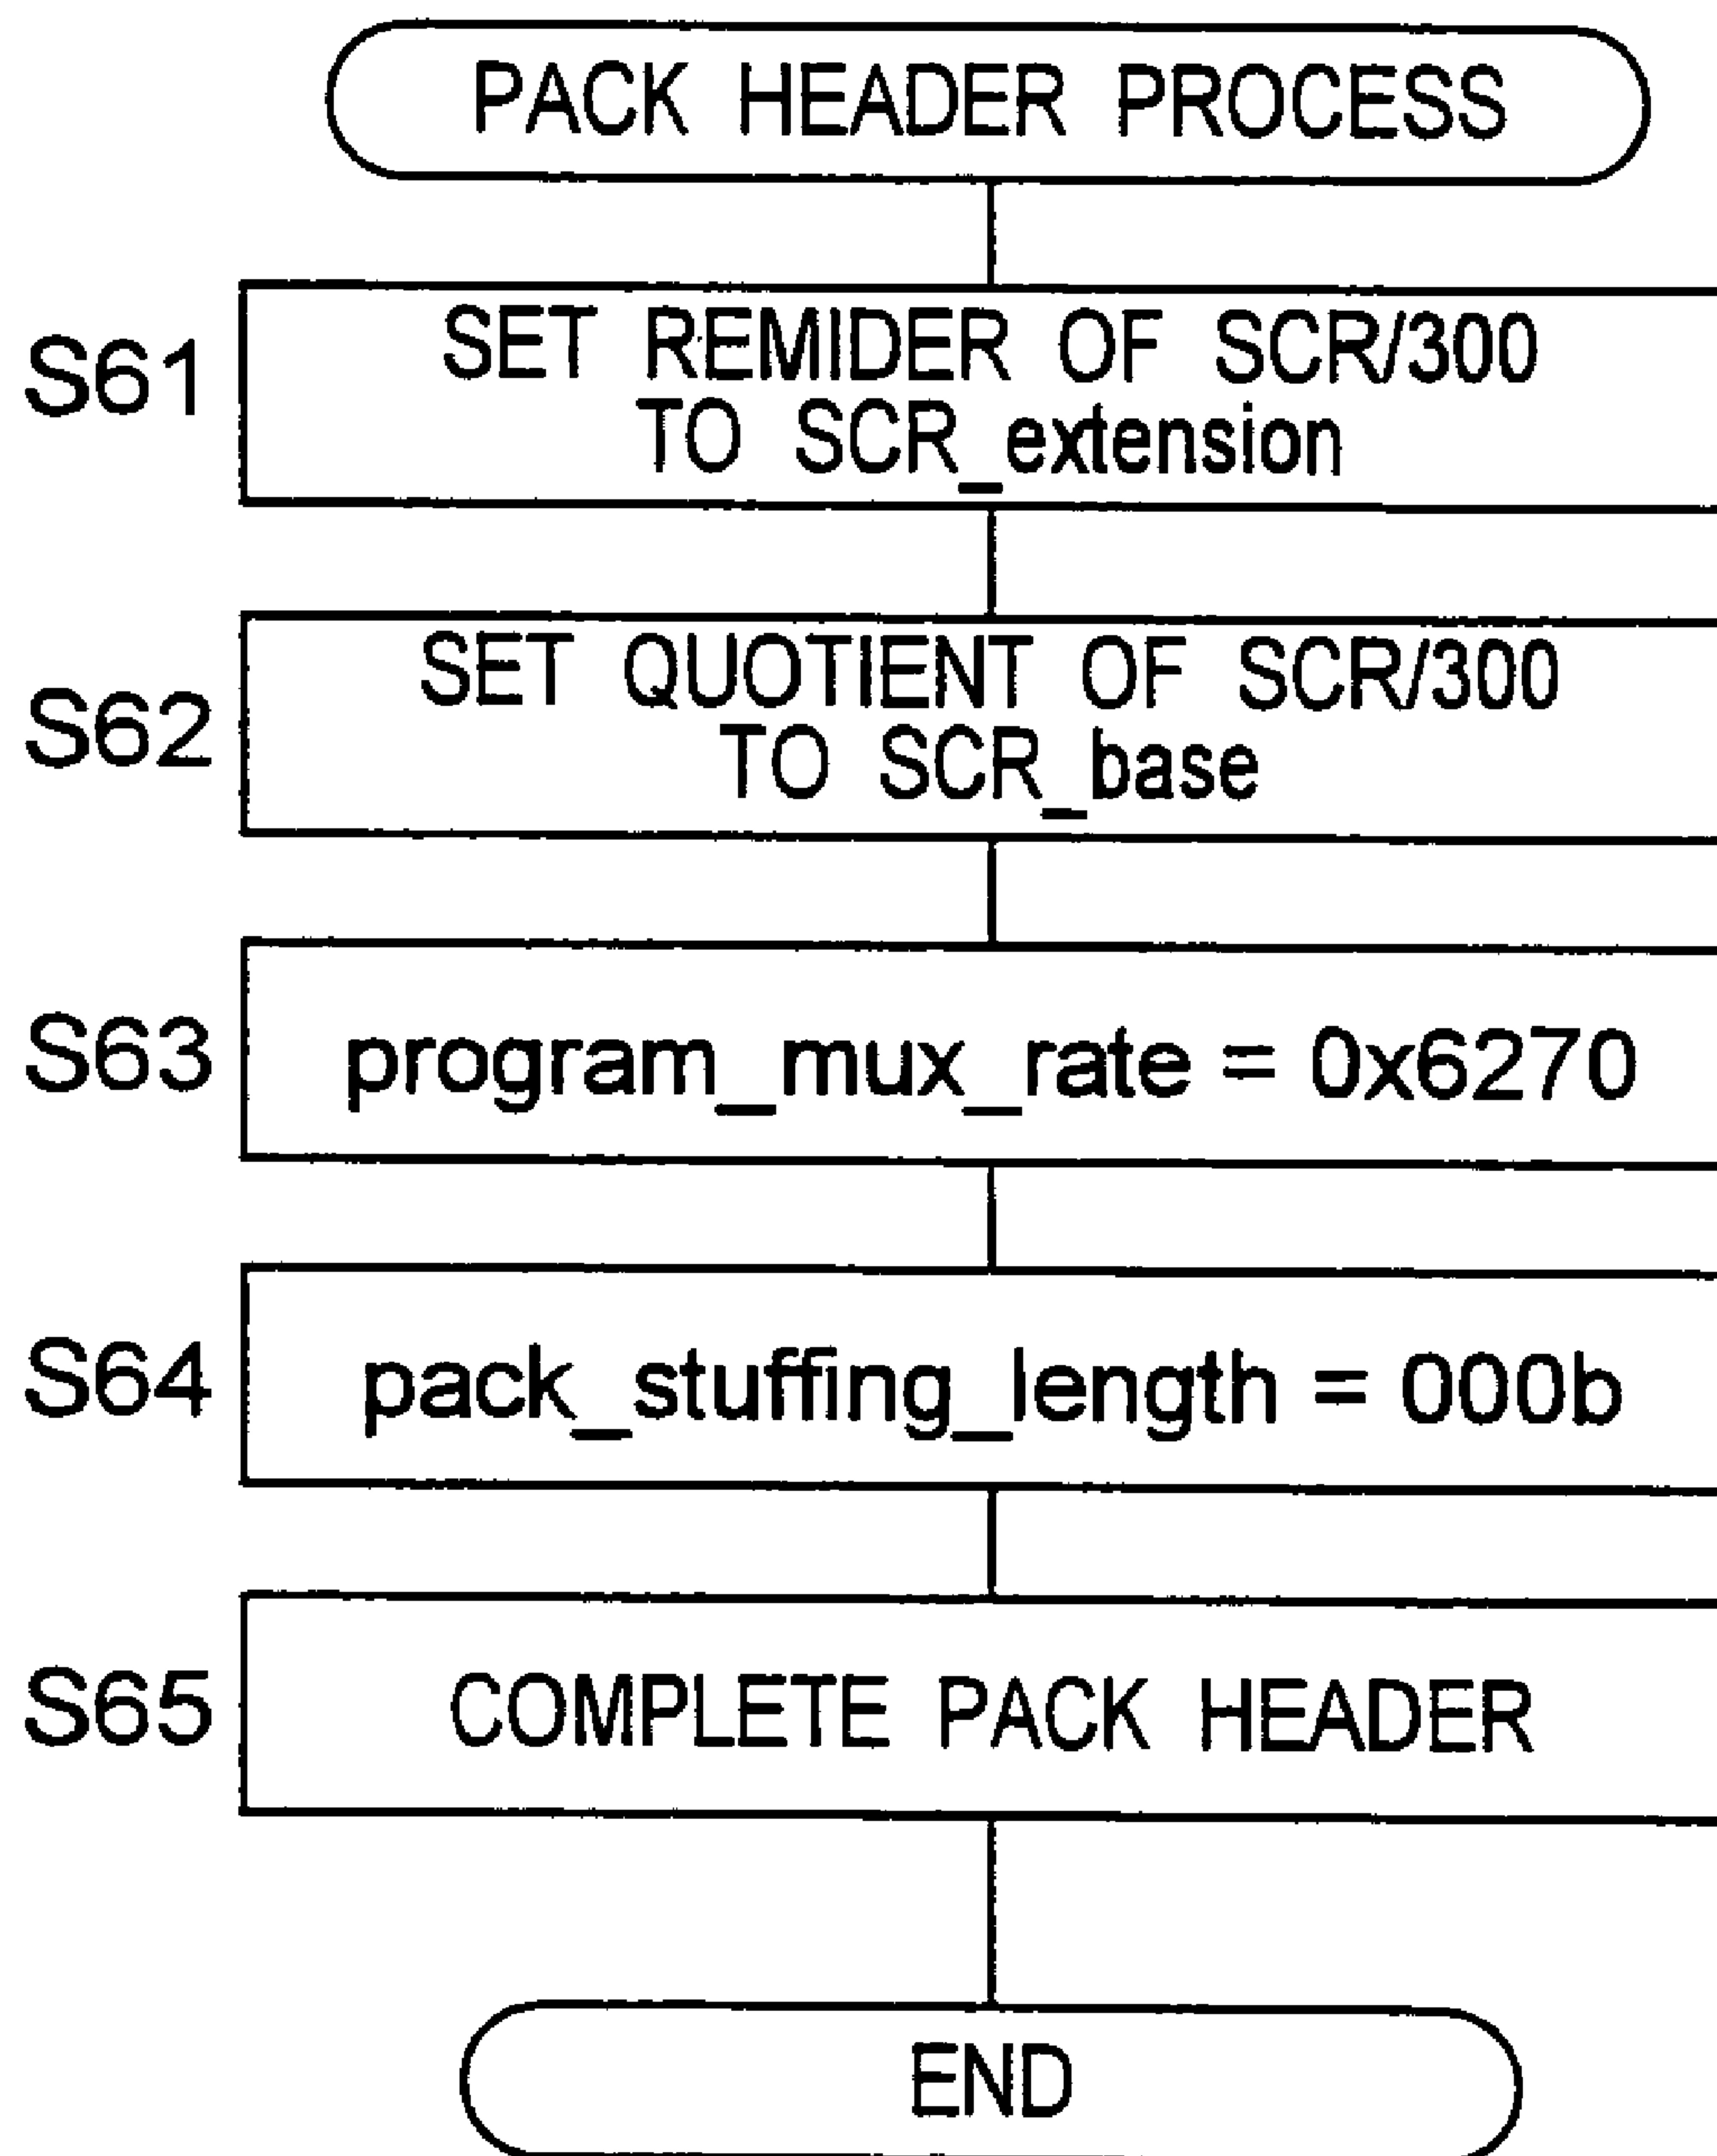 PACK HEADER PROCESS
S61
SET REMIDER OF SCR/300
TO SCR_extension
S62
SET QUOTIENT OF SCR/300
TO SCR_base
S63
program_mux_rate = 0x6270
S64
pack_stuffing_length = 000b
S65
COMPLETE PACK HEADER
END